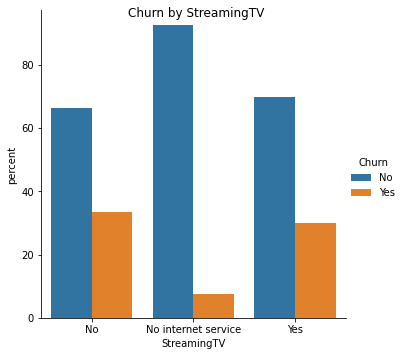 Churn by StreamingTV
80
60
40
20
0
percent
No
No internet service
Yes
StreamingTV
Churn
No
Yes